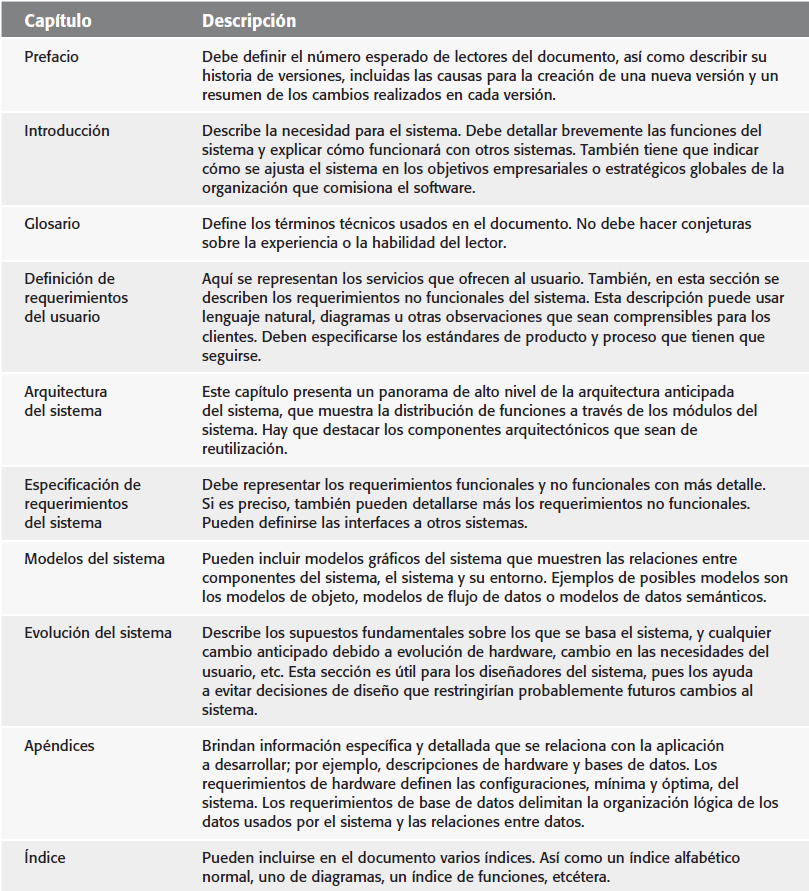 Capítulo Descripción
Prefacio Debe definir el número esperado de lectores del documento, así como describir su
historia de versiones, incluidas las causas para la creación de una nueva versión y un
resumen de los cambios realizados en cada versión.
Introducción Describe la necesidad para el sistema. Debe detallar brevemente las funciones del
sistema y explicar cómo funcionará con otros sistemas. También tiene que indicar
cómo se ajusta el sistema en los objetivos empresariales o estratégicos globales de la
organización que comisiona el software.
Glosario Define los términos técnicos usados en el documento. No debe hacer conjeturas
sobre la experiencia o la habilidad del lector.
Definición de Aquí se representan los servicios que ofrecen al usuario. También, en esta sección se
requerimientos describen los requerimientos no funcionales del sistema. Esta descripción puede usar
del usuario lenguaje natural, diagramas u otras observaciones que sean comprensibles para los
clientes. Deben especificarse los estándares de producto y proceso que tienen que
seguirse.
Arquitectura Este capítulo presenta un panorama de alto nivel de la arquitectura anticipada
del sistema del sistema, que muestra la distribución de funciones a través de los módulos del
sistema. Hay que destacar los componentes arquitectónicos que sean de
reutilización.
Especificación de Debe representar los requerimientos funcionales y no funcionales con más detalle.
requerimientos Si es preciso, también pueden detallarse más los requerimientos no funcionales.
del sistema Pueden definirse las interfaces a otros sistemas.
Modelos del sistema Pueden incluir modelos gráficos del sistema que muestren las relaciones entre
componentes del sistema, el sistema y su entorno. Ejemplos de posibles modelos son
los modelos de objeto, modelos de flujo de datos o modelos de datos semánticos.
Evolución del sistema Describe los supuestos fundamentales sobre los que se basa el sistema, y cualquier
cambio anticipado debido a evolución de hardware, cambio en las necesidades del
usuario, etc. Esta sección es útil para los diseñadores del sistema, pues los ayuda
a evitar decisiones de diseño que restringirían probablemente futuros cambios al
sistema.
Apéndices Brindan información específica y detallada que se relaciona con la aplicación
a desarrollar; por ejemplo, descripciones de hardware y bases de datos. Los
requerimientos de hardware definen las configuraciones, mínima y óptima, del
sistema. Los requerimientos de base de datos delimitan la organización lógica de los
datos usados por el sistema y las relaciones entre datos.
Índice Pueden incluirse en el documento varios índices. Así como un índice alfabético
normal, uno de diagramas, un índice de funciones, etcétera.